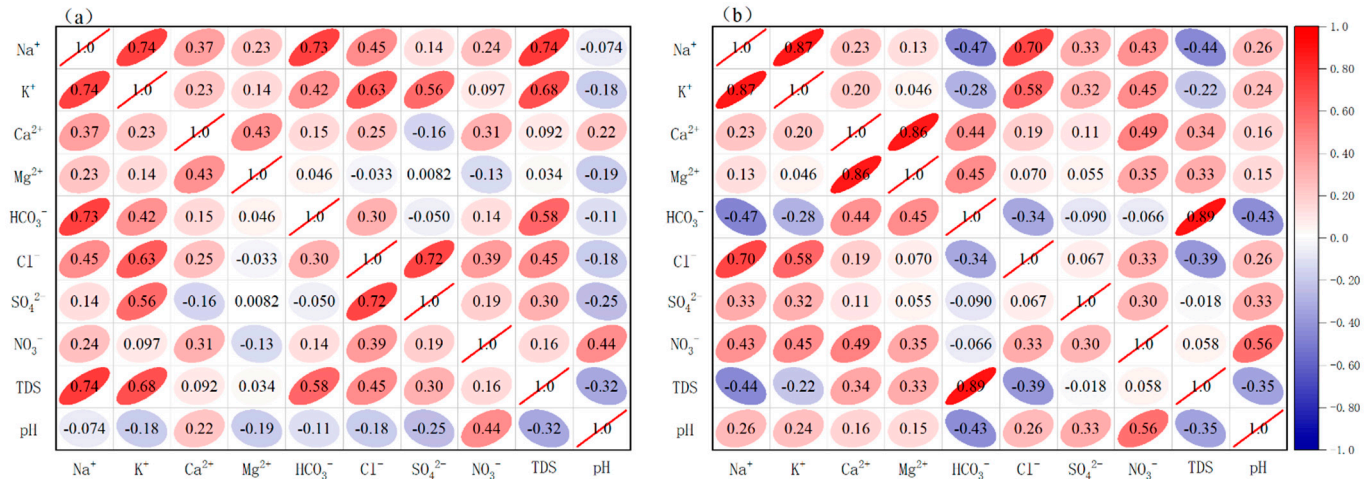 (a)
Na⁺ 1.0 0.74 0.37 0.23 0.73 0.45 0.14 0.24 0.74 -0.074
K⁺ 0.74 1.0 0.23 0.14 0.42 0.63 0.56 0.097 0.68 -0.18
Ca²⁺ 0.37 0.23 1.0 0.43 0.15 0.25 -0.16 0.31 0.092 0.22
Mg²⁺ 0.23 0.14 0.43 1.0 0.046 -0.033 0.0082 -0.13 0.034 -0.19
HCO₃⁻ 0.73 0.42 0.15 0.046 1.0 0.30 -0.050 0.14 0.58 -0.11
Cl⁻ 0.45 0.63 0.25 -0.033 0.30 1.0 0.72 0.39 0.45 -0.18
SO₄²⁻ 0.14 0.56 -0.16 0.0082 -0.050 0.72 1.0 0.19 0.30 -0.25
NO₃⁻ 0.24 0.097 0.31 -0.13 0.14 0.39 0.19 1.0 0.16 0.44
TDS 0.74 0.68 0.092 0.034 0.58 0.45 0.30 0.16 1.0 -0.32
pH -0.074 -0.18 0.22 -0.19 -0.11 -0.18 -0.25 0.44 -0.32 1.0
Na⁺ K⁺ Ca²⁺ Mg²⁺ HCO₃⁻ Cl⁻ SO₄²⁻ NO₃⁻ TDS pH
(b)
Na⁺ 1.0 0.87 0.23 0.13 -0.47 0.70 0.33 0.43 -0.44 0.26
K⁺ 0.87 1.0 0.20 0.046 -0.28 0.58 0.32 0.45 -0.22 0.24
Ca²⁺ 0.23 0.20 1.0 0.86 0.44 0.19 0.11 0.49 0.34 0.16
Mg²⁺ 0.13 0.046 0.86 1.0 0.45 0.070 0.055 0.35 0.33 0.15
HCO₃⁻ -0.47 -0.28 0.44 0.45 1.0 -0.34 -0.090 -0.066 0.89 -0.43
Cl⁻ 0.70 0.58 0.19 0.070 -0.34 1.0 0.067 0.33 -0.39 0.26
SO₄²⁻ 0.33 0.32 0.11 0.055 -0.090 0.067 1.0 0.30 -0.018 0.33
NO₃⁻ 0.43 0.45 0.49 0.35 -0.066 0.33 0.30 1.0 0.058 0.56
TDS -0.44 -0.22 0.34 0.33 0.89 -0.39 -0.018 0.058 1.0 -0.35
pH 0.26 0.24 0.16 0.15 -0.43 0.26 0.33 0.56 -0.35 1.0
Na⁺ K⁺ Ca²⁺ Mg²⁺ HCO₃⁻ Cl⁻ SO₄²⁻ NO₃⁻ TDS pH
1.0
0.80
0.60
0.40
0.20
0.0
-0.20
-0.40
-0.60
-0.80
-1.0